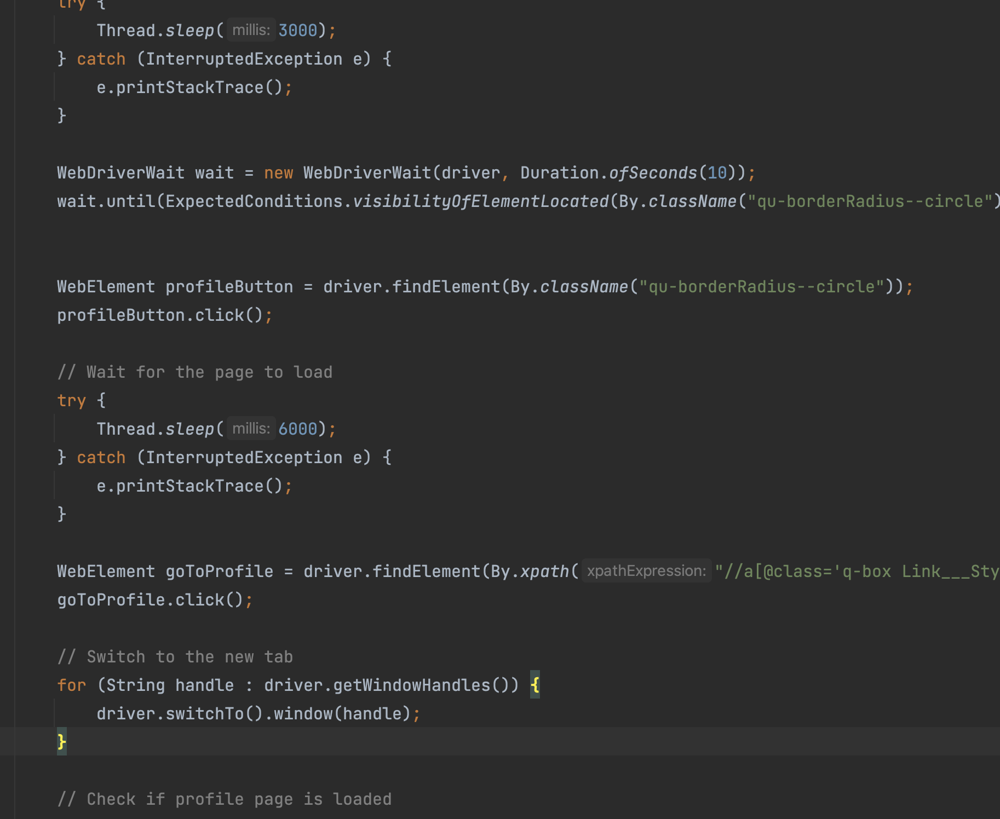 try {
Thread.sleep( millis: 3000);
} catch (InterruptedException e) {
e.printStackTrace();
}
WebDriverWait wait = new WebDriverWait(driver, Duration.ofSeconds(10));
wait.until(ExpectedConditions.visibilityOfElementLocated(By.className("qu-borderRadius--circle")
WebElement profileButton = driver.findElement(By.className("qu-borderRadius--circle"));
profileButton.click();
// Wait for the page to load
try {
Thread.sleep( millis: 6000);
} catch (InterruptedException e) {
e.printStackTrace();
}
WebElement goToProfile = driver.findElement(By.xpath( xpathExpression: "//a[@class='q-box Link___Sty
goToProfile.click();
// Switch to the new tab
for (String handle : driver.getWindowHandles()) {
driver.switchTo().window(handle);
}
// Check if profile page is loaded